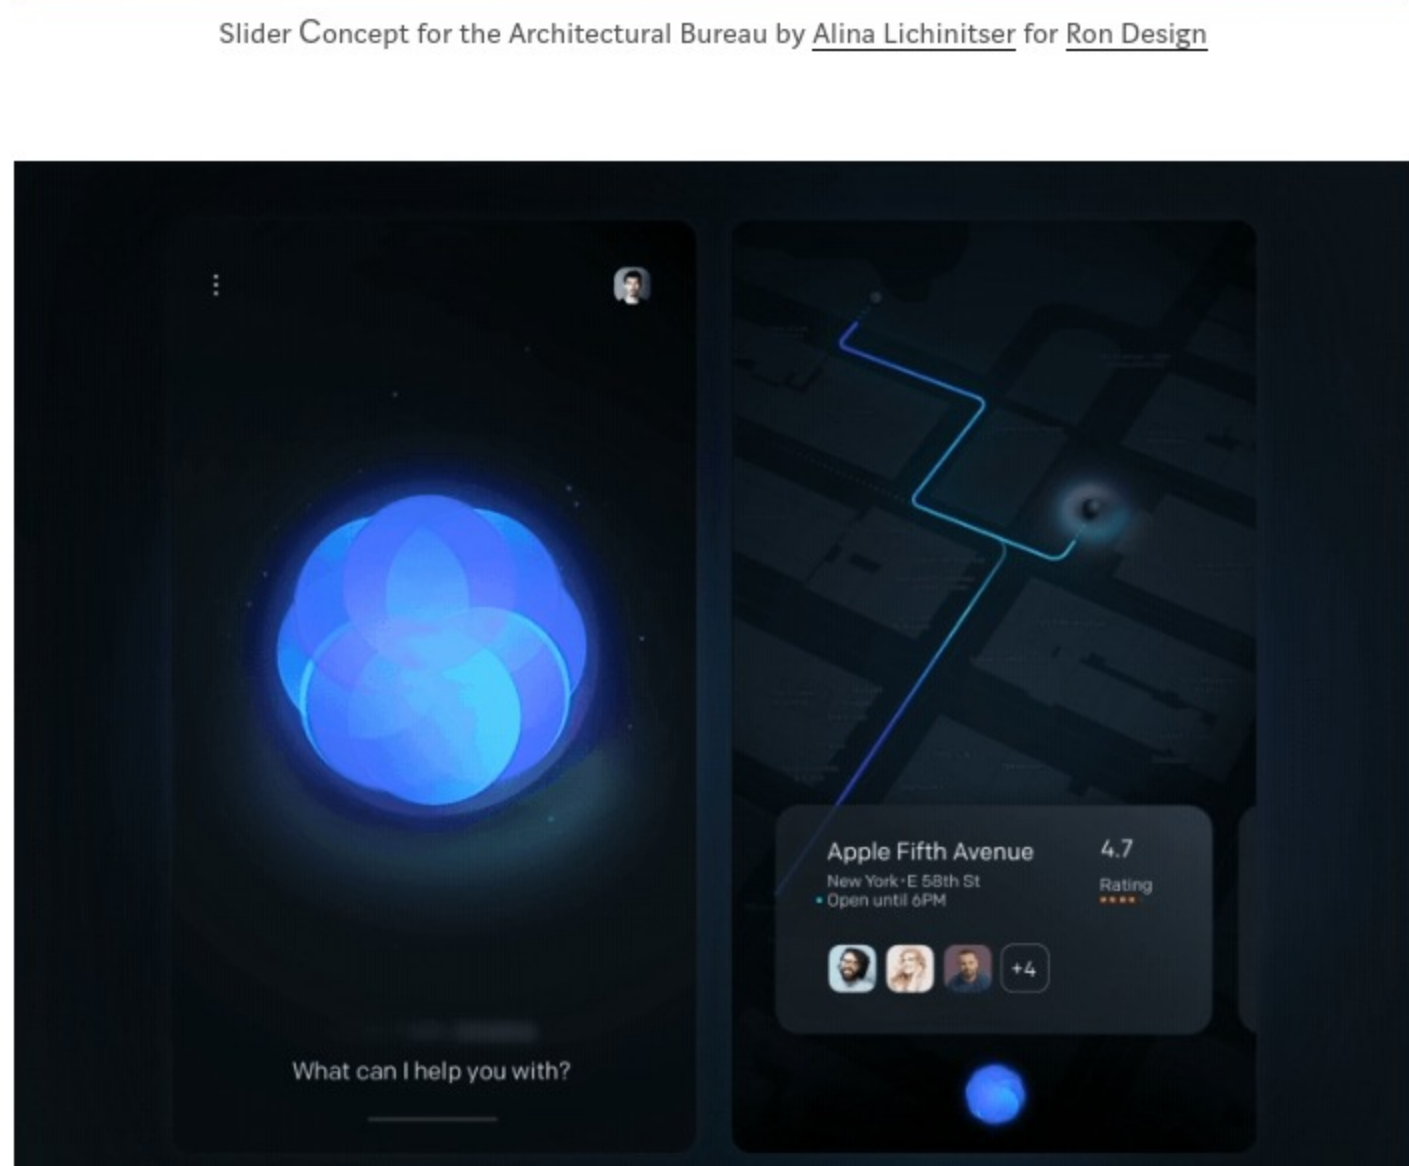 Slider Concept for the Architectural Bureau by Alina Lichinitser for Ron Design
What can I help you with?
Apple Fifth Avenue
4.7
New York·E 58th St
Rating
Open until 6PM
+4